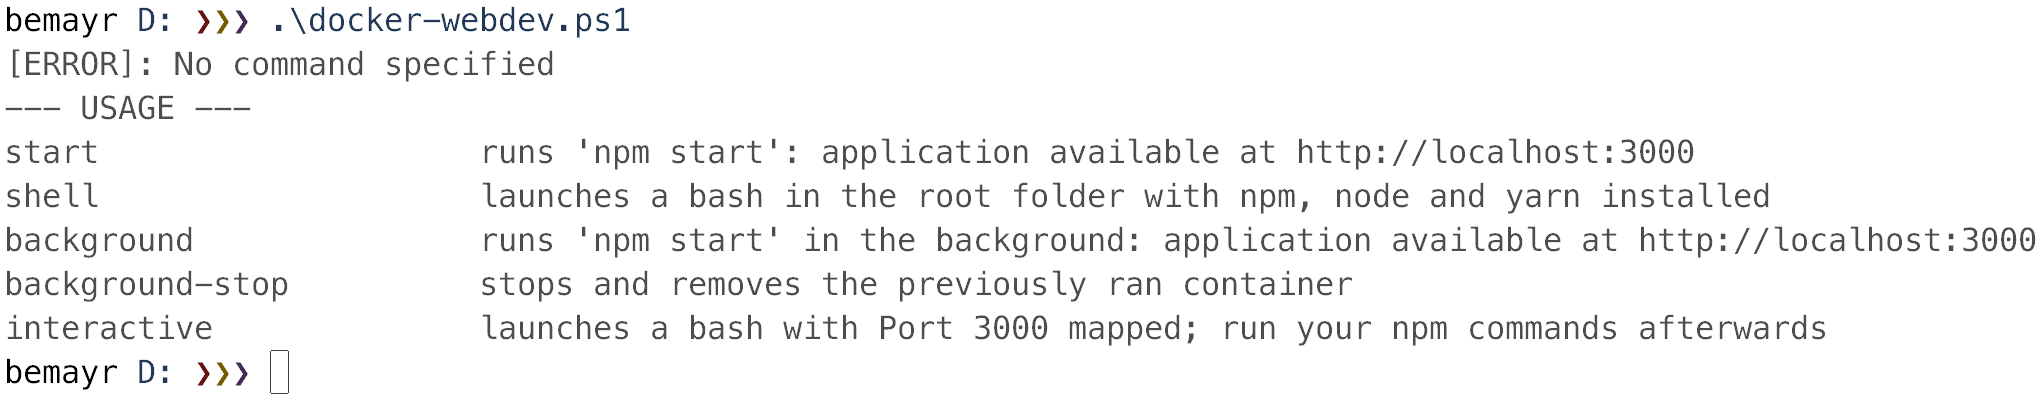 bemayr D: ❯❯❯ .\docker-webdev.ps1
[ERROR]: No command specified
--- USAGE ---
start                    runs 'npm start': application available at http://localhost:3000
shell                    launches a bash in the root folder with npm, node and yarn installed
background               runs 'npm start' in the background: application available at http://localhost:3000
background-stop          stops and removes the previously ran container
interactive              launches a bash with Port 3000 mapped; run your npm commands afterwards
bemayr D: ❯❯❯